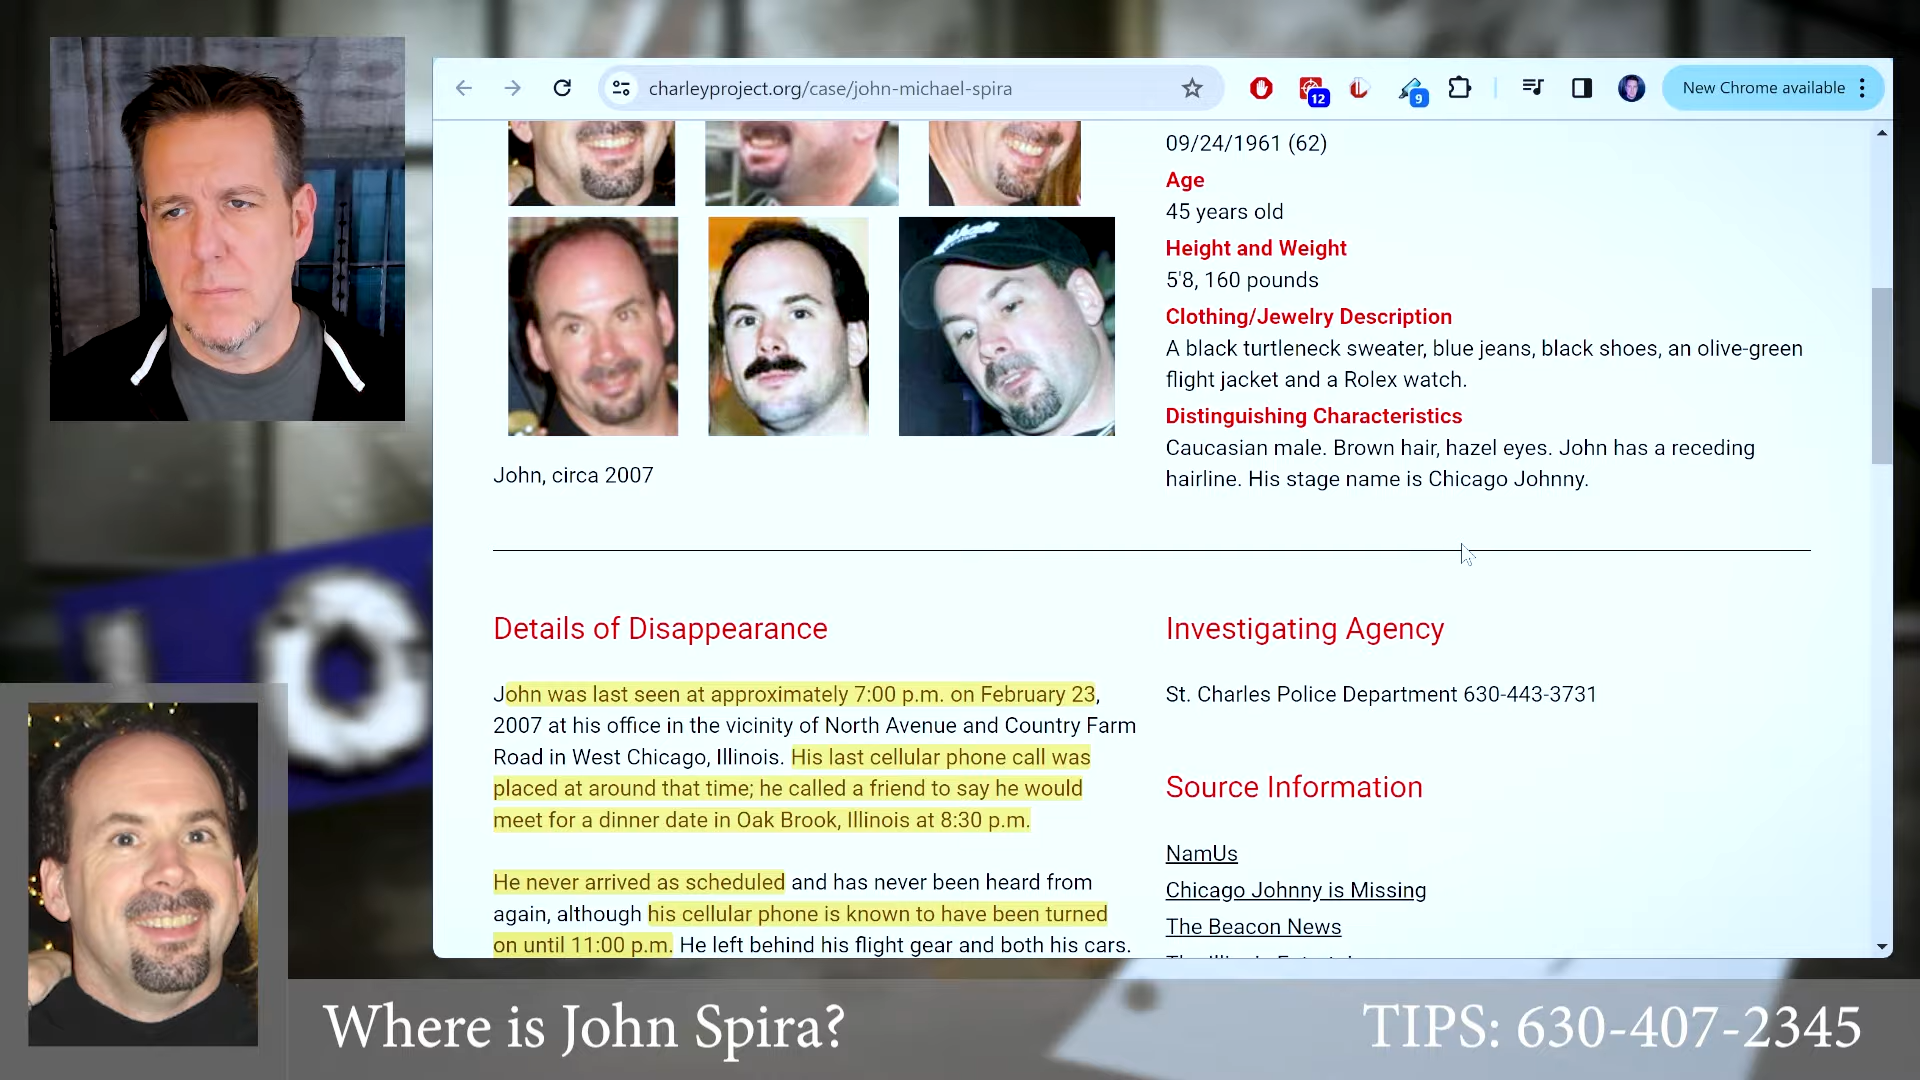 charleyproject.org/case/john-michael-spira
12
9
New Chrome available
09/24/1961 (62)
Age
45 years old
Height and Weight
5'8, 160 pounds
Clothing/Jewelry Description
A black turtleneck sweater, blue jeans, black shoes, an olive-green
flight jacket and a Rolex watch.
Distinguishing Characteristics
Caucasian male. Brown hair, hazel eyes. John has a receding
hairline. His stage name is Chicago Johnny.
John, circa 2007
Details of Disappearance
John was last seen at approximately 7:00 p.m. on February 23,
2007 at his office in the vicinity of North Avenue and Country Farm
Road in West Chicago, Illinois. His last cellular phone call was
placed at around that time; he called a friend to say he would
meet for a dinner date in Oak Brook, Illinois at 8:30 p.m.
He never arrived as scheduled and has never been heard from
again, although his cellular phone is known to have been turned
on until 11:00 p.m. He left behind his flight gear and both his cars.
Investigating Agency
St. Charles Police Department 630-443-3731
Source Information
NamUs
Chicago Johnny is Missing
The Beacon News
Where is John Spira?
TIPS: 630-407-2345